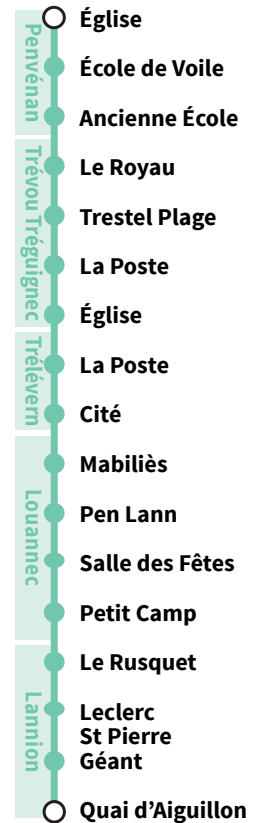 Penvénan
Église
École de Voile
Ancienne École
Trévou Tréguignec
Le Royau
Trestel Plage
La Poste
Église
Trélévern
La Poste
Cité
Louannec
Mabiliès
Pen Lann
Salle des Fêtes
Petit Camp
Lannion
Le Rusquet
Leclerc
St Pierre
Géant
Quai d’Aiguillon